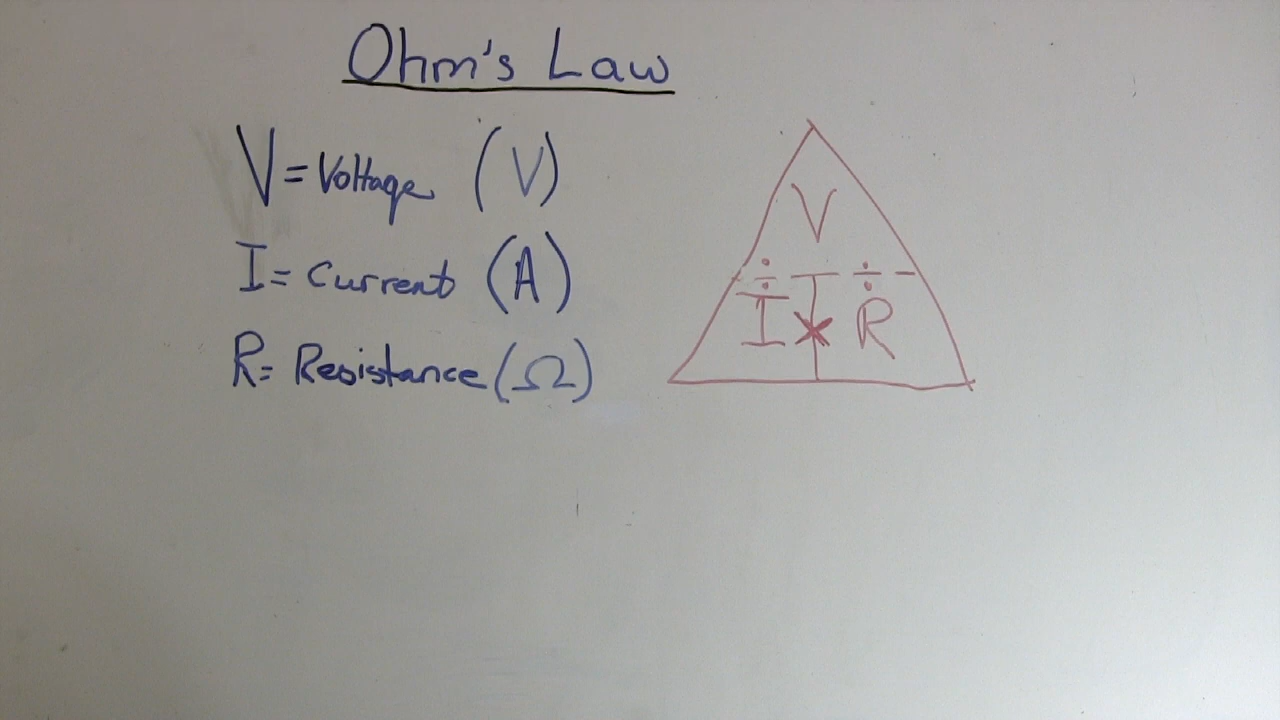 Ohm's Law
V = Voltage (V)
I = Current (A)
R = Resistance (Ω)
V
÷ ÷
I × R